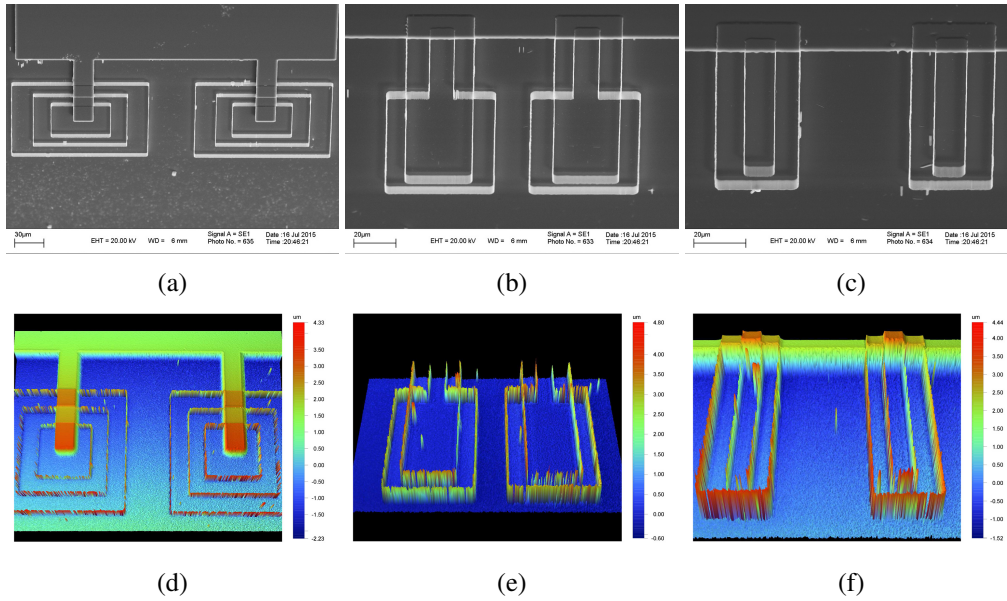 30µm
EHT = 20.00 kV WD = 6 mm
Signal A = SE1 Date :16 Jul 2015
Photo No. = 635 Time :20:46:21
20µm
EHT = 20.00 kV WD = 6 mm
Signal A = SE1 Date :16 Jul 2015
Photo No. = 633 Time :20:46:21
20µm
EHT = 20.00 kV WD = 6 mm
Signal A = SE1 Date :16 Jul 2015
Photo No. = 634 Time :20:46:21
(a) (b) (c)
um
4.33
3.50
3.00
2.50
2.00
1.50
1.00
0.50
0.00
-0.50
-1.00
-1.50
-2.23
um
4.80
4.00
3.50
3.00
2.50
2.00
1.50
1.00
0.50
0.00
-0.60
um
4.44
3.50
3.00
2.50
2.00
1.50
1.00
0.50
0.00
-0.50
-1.00
-1.52
(d) (e) (f)